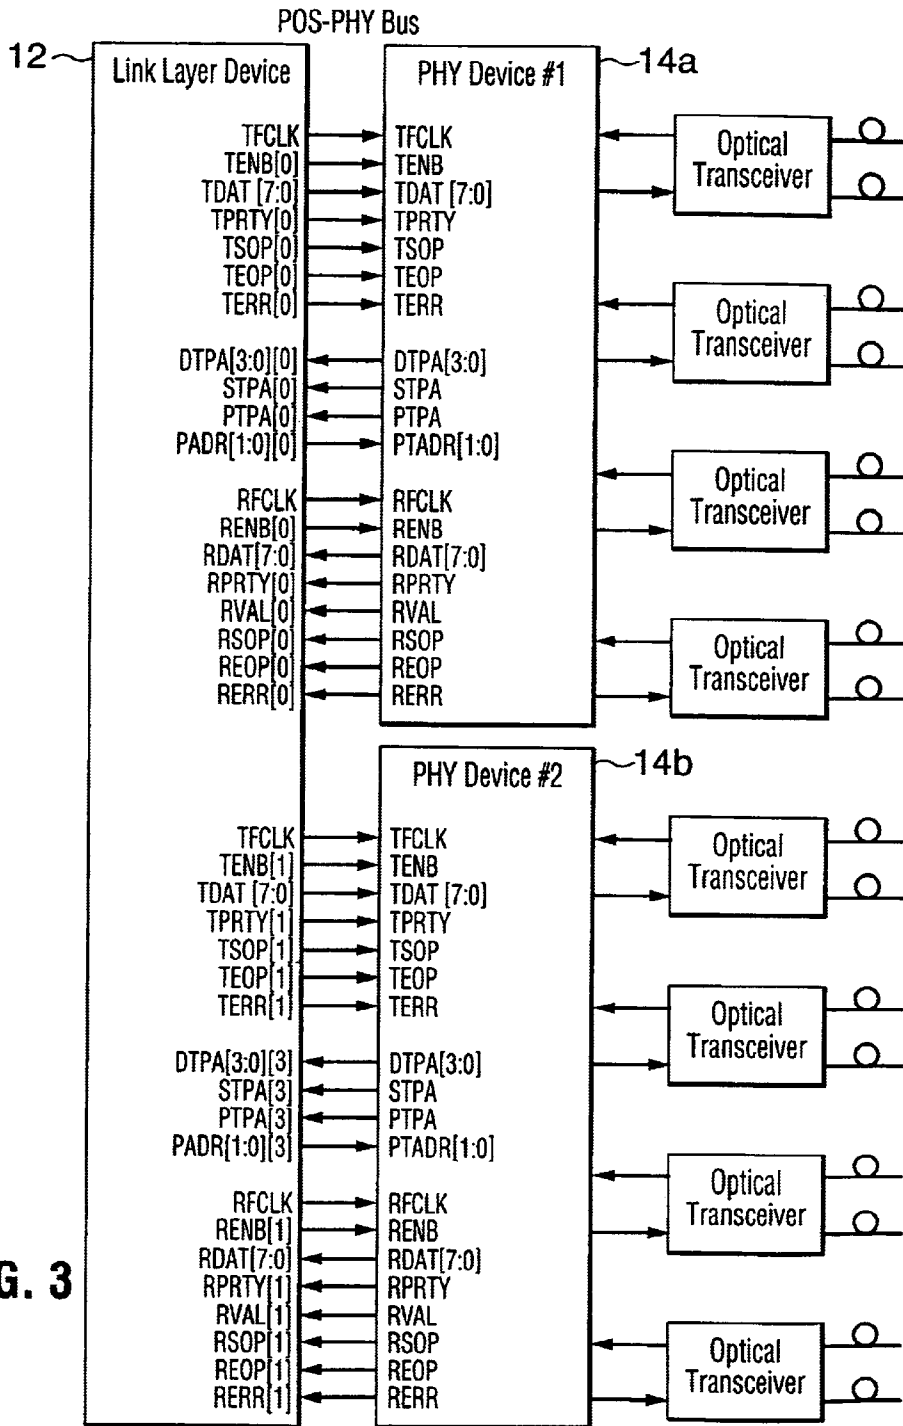 POS-PHY Bus
12
Link Layer Device
PHY Device #1
14a
TFCLK TFCLK
TENB[0] TENB
TDAT [7:0] TDAT [7:0]
TPRTY[0] TPRTY
TSOP[0] TSOP
TEOP[0] TEOP
TERR[0] TERR
DTPA[3:0][0] DTPA[3:0]
STPA[0] STPA
PTPA[0] PTPA
PADR[1:0][0] PTADR[1:0]
RFCLK RFCLK
RENB[0] RENB
RDAT[7:0] RDAT[7:0]
RPRTY[0] RPRTY
RVAL[0] RVAL
RSOP[0] RSOP
REOP[0] REOP
RERR[0] RERR
Optical
Transceiver
Optical
Transceiver
Optical
Transceiver
Optical
Transceiver
PHY Device #2
14b
TFCLK TFCLK
TENB[1] TENB
TDAT [7:0] TDAT [7:0]
TPRTY[1] TPRTY
TSOP[1] TSOP
TEOP[1] TEOP
TERR[1] TERR
DTPA[3:0][3] DTPA[3:0]
STPA[3] STPA
PTPA[3] PTPA
PADR[1:0][3] PTADR[1:0]
RFCLK RFCLK
RENB[1] RENB
RDAT[7:0] RDAT[7:0]
RPRTY[1] RPRTY
RVAL[1] RVAL
RSOP[1] RSOP
REOP[1] REOP
RERR[1] RERR
Optical
Transceiver
Optical
Transceiver
Optical
Transceiver
Optical
Transceiver
G. 3